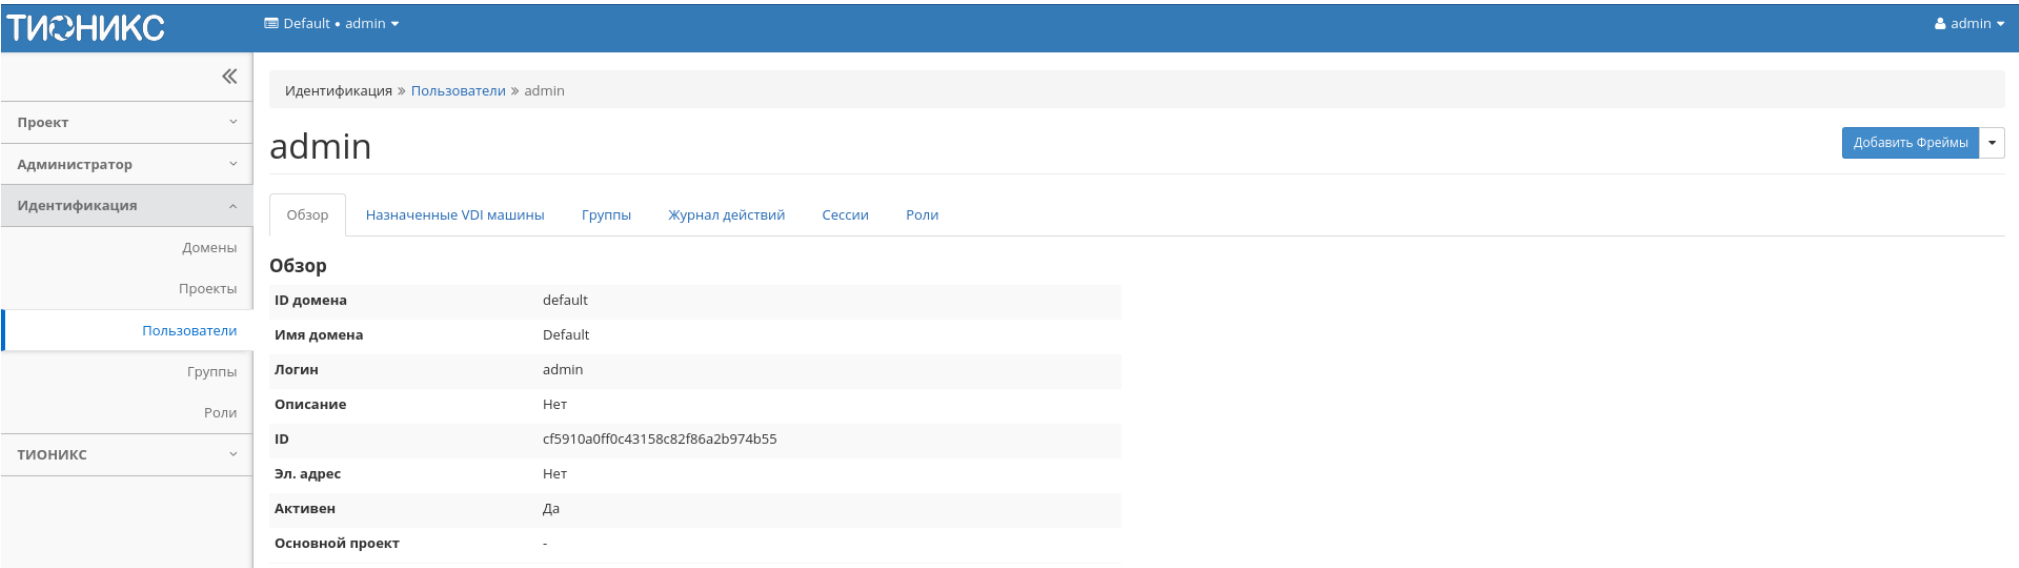 ТИОНИКС
Default • admin
admin
Проект
Администратор
Идентификация
Домены
Проекты
Пользователи
Группы
Роли
ТИОНИКС
Идентификация » Пользователи » admin
admin
Добавить Фреймы
Обзор Назначенные VDI машины Группы Журнал действий Сессии Роли
Обзор
ID домена default
Имя домена Default
Логин admin
Описание Нет
ID cf5910a0ff0c43158c82f86a2b974b55
Эл. адрес Нет
Активен Да
Основной проект -